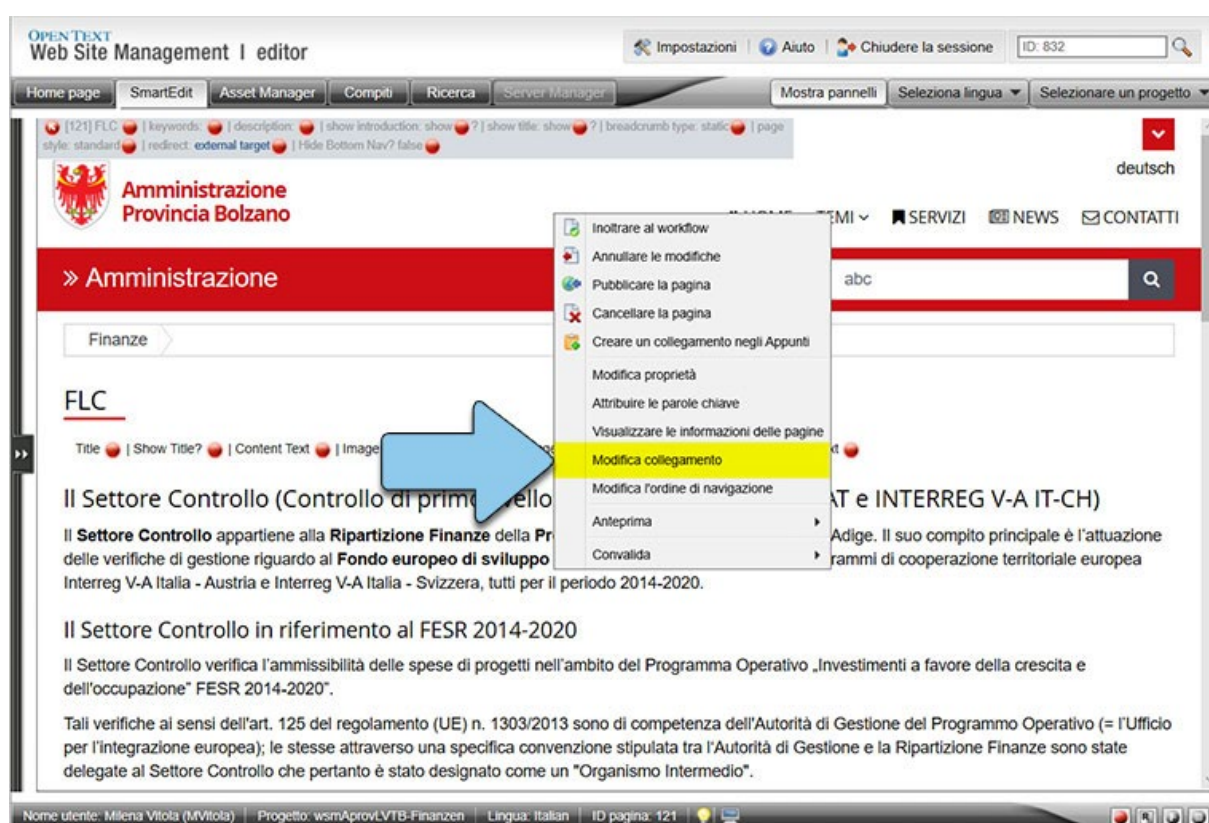 OPENTEXT
Web Site Management | editor
Impostazioni | Aiuto | Chiudere la sessione
ID: 832
Home page SmartEdit Asset Manager Compiti Ricerca Server Manager
Mostra pannelli Seleziona lingua Selezionare un progetto
[121] FLC | keywords: | description: | show introduction: show ? | show title: show ? | breadcrumb type: static | page
style: standard | redirect: external target | Hide Bottom Nav? false
deutsch
Amministrazione
Provincia Bolzano
TEMI SERVIZI NEWS CONTATTI
» Amministrazione
abc
Finanze
Inoltrare al workflow
Annullare le modifiche
Pubblicare la pagina
Cancellare la pagina
Creare un collegamento negli Appunti
Modifica proprietà
Attribuire le parole chiave
Visualizzare le informazioni delle pagine
Modifica collegamento
Modifica l'ordine di navigazione
Anteprima
Convalida
FLC
Title | Show Title? | Content Text | Image
Il Settore Controllo (Controllo di primo AT e INTERREG V-A IT-CH)
Il Settore Controllo appartiene alla Ripartizione Finanze della Adige. Il suo compito principale è l'attuazione
delle verifiche di gestione riguardo al Fondo europeo di sviluppo di cooperazione territoriale europea
Interreg V-A Italia - Austria e Interreg V-A Italia - Svizzera, tutti per il periodo 2014-2020.
Il Settore Controllo in riferimento al FESR 2014-2020
Il Settore Controllo verifica l'ammissibilità delle spese di progetti nell'ambito del Programma Operativo „Investimenti a favore della crescita e
dell'occupazione" FESR 2014-2020".
Tali verifiche ai sensi dell'art. 125 del regolamento (UE) n. 1303/2013 sono di competenza dell'Autorità di Gestione del Programmo Operativo (= l'Ufficio
per l'integrazione europea); le stesse attraverso una specifica convenzione stipulata tra l'Autorità di Gestione e la Ripartizione Finanze sono state
delegate al Settore Controllo che pertanto è stato designato come un "Organismo Intermedio".
Nome utente: Milena Vitola (MVitola) Progetto: wsmAprovLVTB-Finanzen Lingua: Italian ID pagina: 121